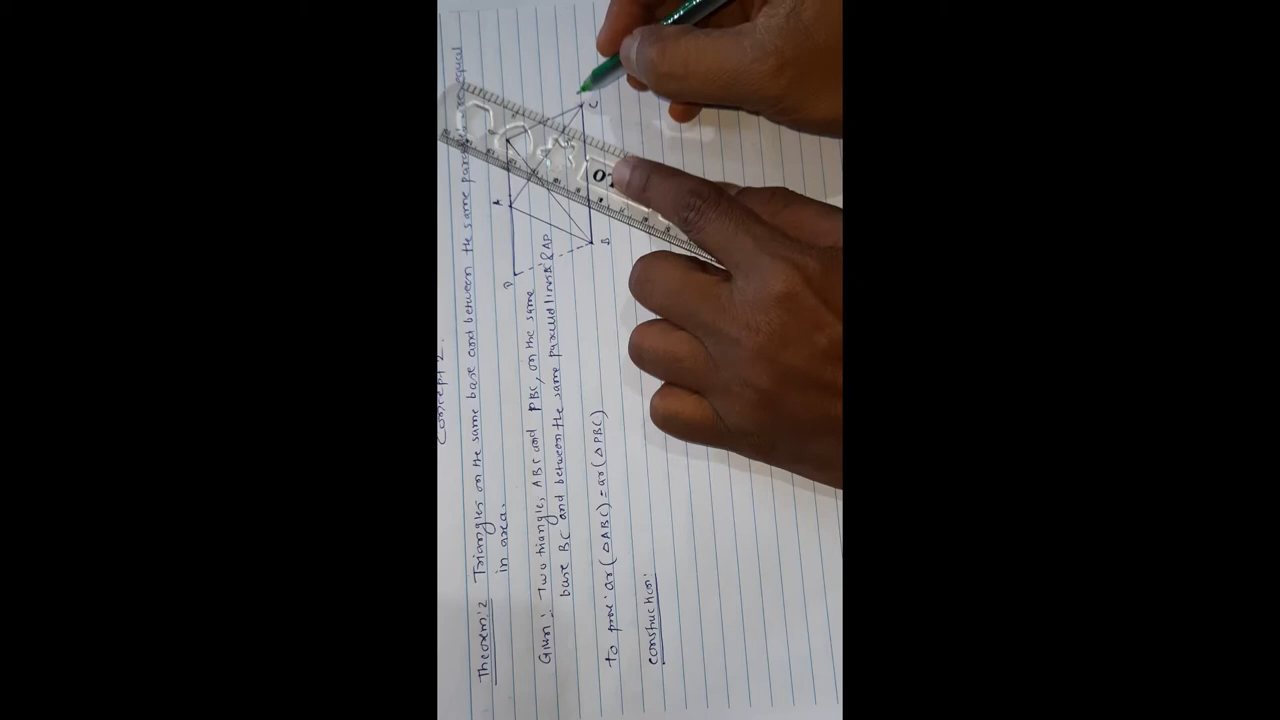 Concept 2.
Theorem: 2 Triangles on the same base and between the same parallels are equal
in area.
Given: Two triangles, ABC and PBC, on the same
base BC and between the same parallel lines & AP
to prove: ar(△ABC) = ar(△PBC)
construction:
D
A
P
B
C